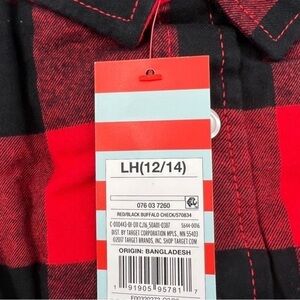 LH(12/14)
076 03 7260
RED/BLACK BUFFALO CHECK/570834
DIST. BY TARGET CORPORATION MPLS., MN 55403
©2017 TARGET BRANDS, INC. SHOP TARGET.COM
ORIGIN: BANGLADESH
1 91905 95781